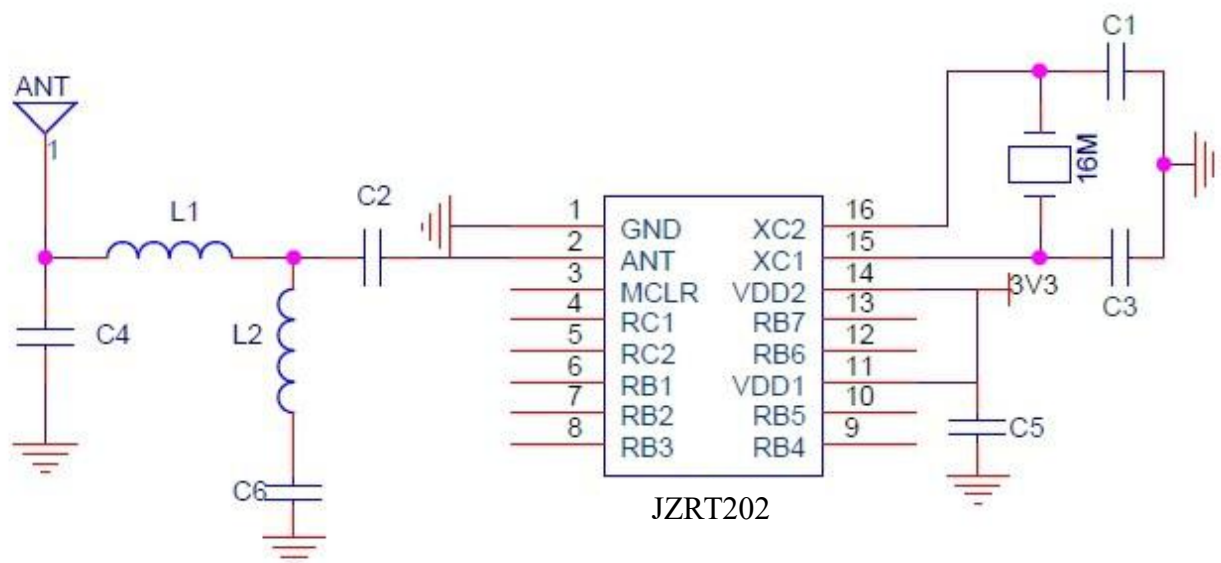 C1
ANT
1
16M
C2
L1
1
GND
XC2
16
2
ANT
XC1
15
3
MCLR
VDD2
14
3V3
C3
4
RC1
RB7
13
C4
L2
5
RC2
RB6
12
6
RB1
VDD1
11
7
RB2
RB5
10
8
RB3
RB4
9
C5
C6
JZRT202